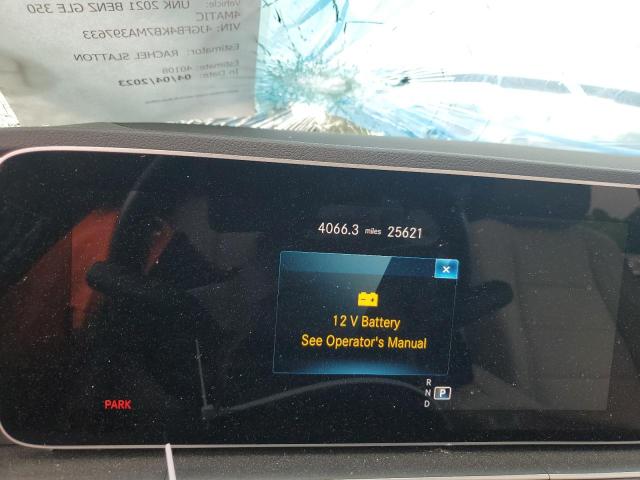 Vehicle: UNK 2021 BENZ GLE 350
4MATIC
VIN: 4JGFB4KB7MA397633
Estimator: RACHEL SLATTON
Estimate: 40108
In Date: 04/04/2023
4066.3 miles 25621
×
12 V Battery
See Operator's Manual
R
N P
D
PARK